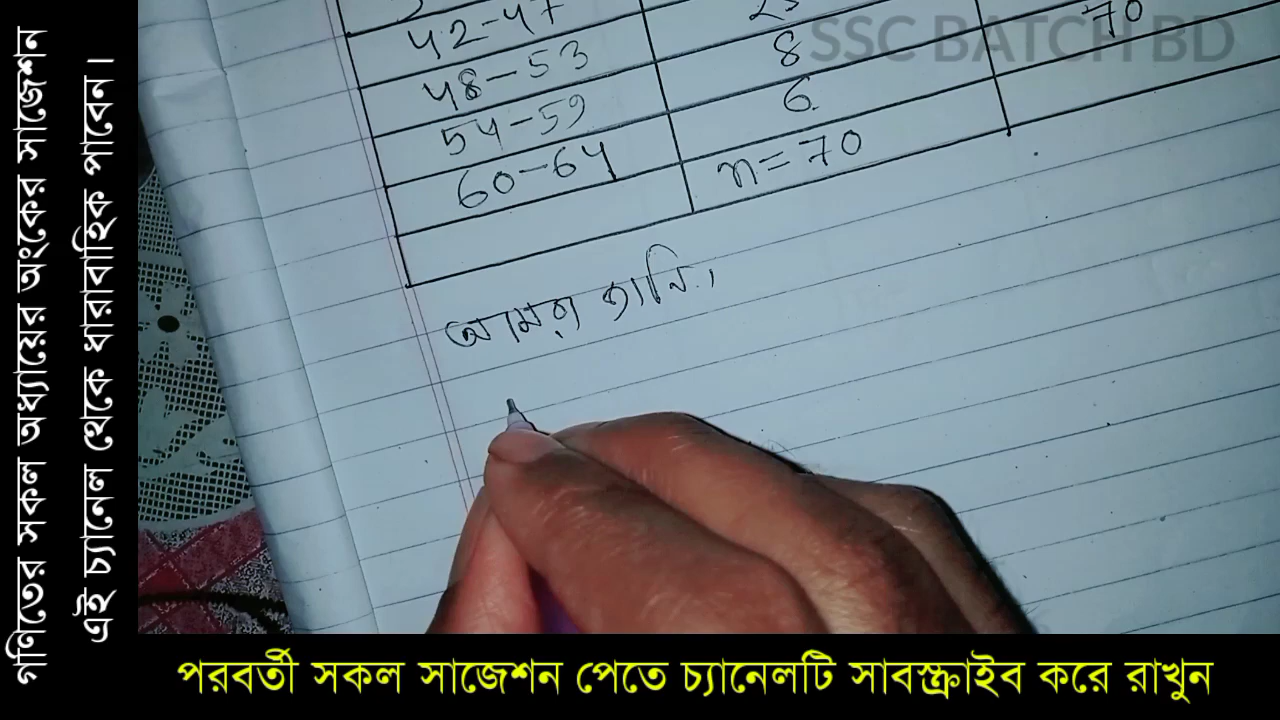 গণিতের সকল অধ্যায়ের অংকের সাজেশন
এই চ্যানেল থেকে ধারাবাহিক পাবেন।
SSC BATCH BD
42-47
48-53 8 70
54-59 6
60-64 n=70
আমরা জানি,
পরবর্তী সকল সাজেশন পেতে চ্যানেলটি সাবস্ক্রাইব করে রাখুন